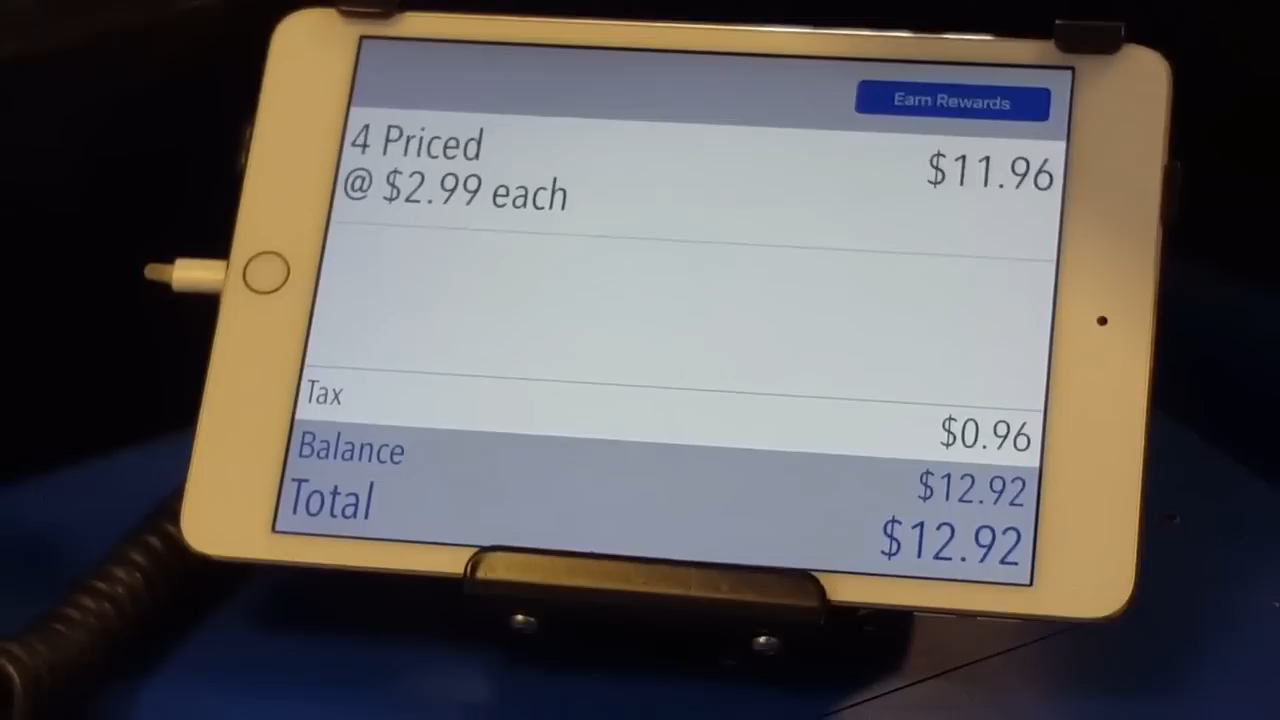 Earn Rewards
4 Priced
@ $2.99 each
$11.96
Tax $0.96
Balance $12.92
Total $12.92